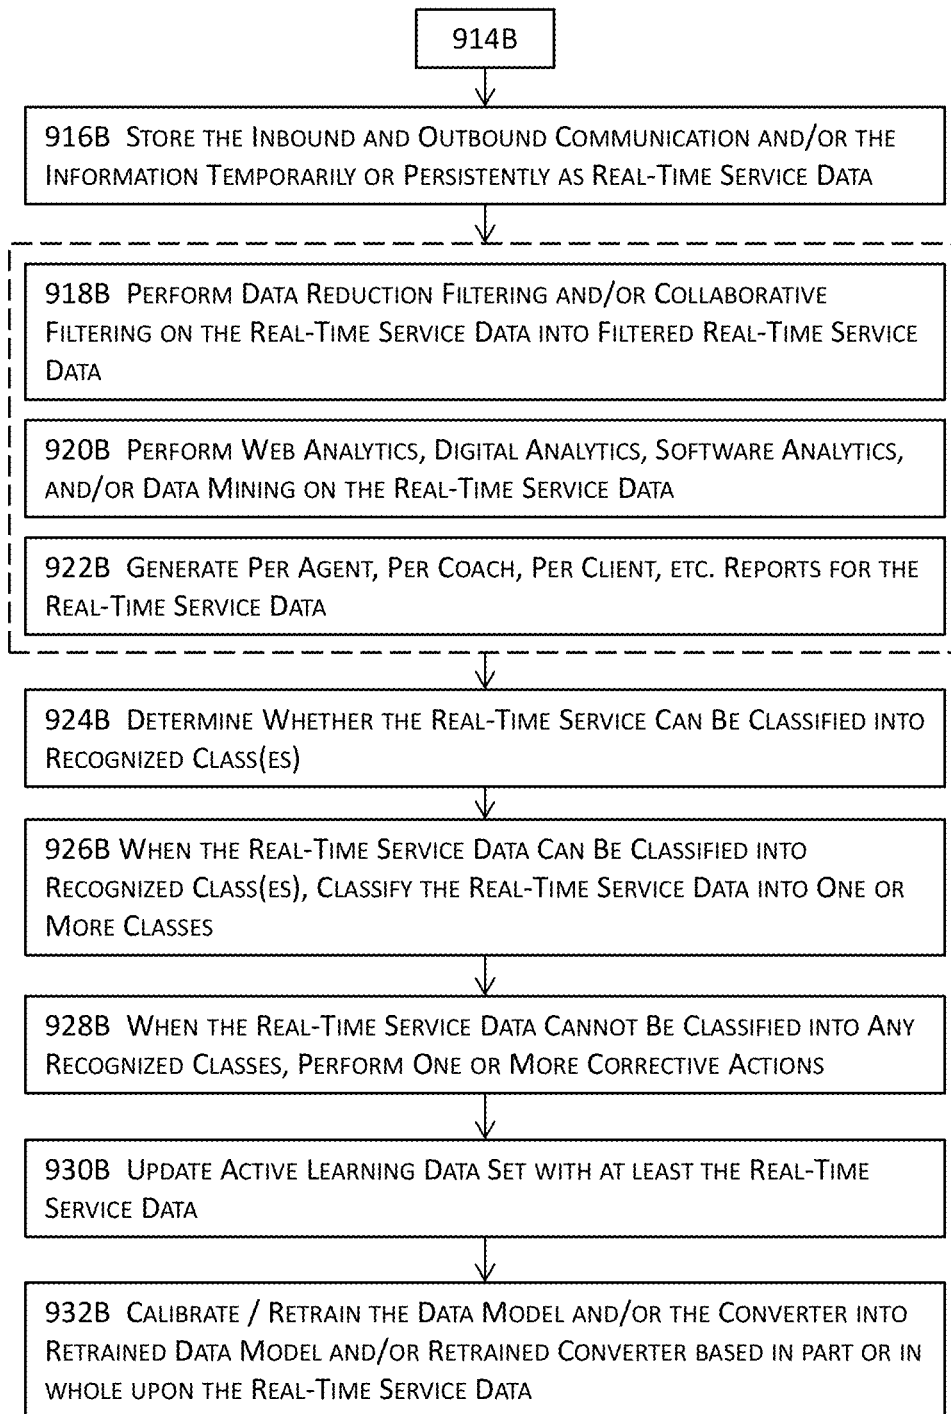 914B
916B STORE THE INBOUND AND OUTBOUND COMMUNICATION AND/OR THE
INFORMATION TEMPORARILY OR PERSISTENTLY AS REAL-TIME SERVICE DATA
918B PERFORM DATA REDUCTION FILTERING AND/OR COLLABORATIVE
FILTERING ON THE REAL-TIME SERVICE DATA INTO FILTERED REAL-TIME SERVICE
DATA
920B PERFORM WEB ANALYTICS, DIGITAL ANALYTICS, SOFTWARE ANALYTICS,
AND/OR DATA MINING ON THE REAL-TIME SERVICE DATA
922B GENERATE PER AGENT, PER COACH, PER CLIENT, ETC. REPORTS FOR THE
REAL-TIME SERVICE DATA
924B DETERMINE WHETHER THE REAL-TIME SERVICE CAN BE CLASSIFIED INTO
RECOGNIZED CLASS(ES)
926B WHEN THE REAL-TIME SERVICE DATA CAN BE CLASSIFIED INTO
RECOGNIZED CLASS(ES), CLASSIFY THE REAL-TIME SERVICE DATA INTO ONE OR
MORE CLASSES
928B WHEN THE REAL-TIME SERVICE DATA CANNOT BE CLASSIFIED INTO ANY
RECOGNIZED CLASSES, PERFORM ONE OR MORE CORRECTIVE ACTIONS
930B UPDATE ACTIVE LEARNING DATA SET WITH AT LEAST THE REAL-TIME
SERVICE DATA
932B CALIBRATE / RETRAIN THE DATA MODEL AND/OR THE CONVERTER INTO
RETRAINED DATA MODEL AND/OR RETRAINED CONVERTER BASED IN PART OR IN
WHOLE UPON THE REAL-TIME SERVICE DATA